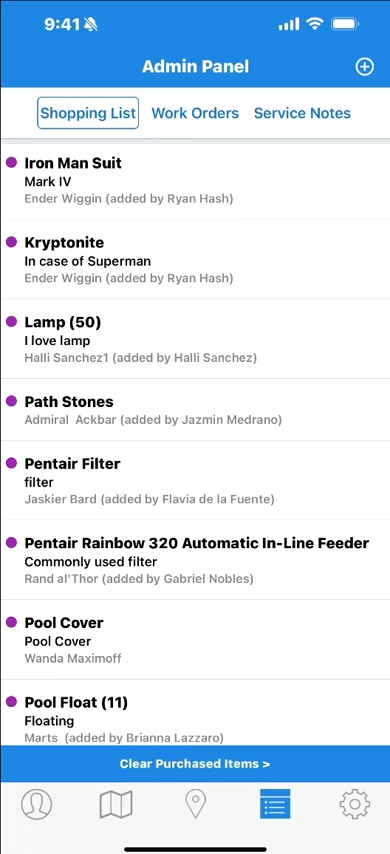 9:41
Admin Panel
Shopping List Work Orders Service Notes
Iron Man Suit
Mark IV
Ender Wiggin (added by Ryan Hash)
Kryptonite
In case of Superman
Ender Wiggin (added by Ryan Hash)
Lamp (50)
I love lamp
Halli Sanchez1 (added by Halli Sanchez)
Path Stones
Admiral  Ackbar (added by Jazmin Medrano)
Pentair Filter
filter
Jaskier Bard (added by Flavia de la Fuente)
Pentair Rainbow 320 Automatic In-Line Feeder
Commonly used filter
Rand al'Thor (added by Gabriel Nobles)
Pool Cover
Pool Cover
Wanda Maximoff
Pool Float (11)
Floating
Marts  (added by Brianna Lazzaro)
Clear Purchased Items >